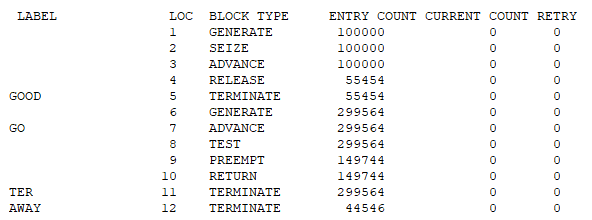 LABEL LOC BLOCK TYPE ENTRY COUNT CURRENT COUNT RETRY
1 GENERATE 100000 0 0
2 SEIZE 100000 0 0
3 ADVANCE 100000 0 0
4 RELEASE 55454 0 0
GOOD 5 TERMINATE 55454 0 0
6 GENERATE 299564 0 0
GO 7 ADVANCE 299564 0 0
8 TEST 299564 0 0
9 PREEMPT 149744 0 0
10 RETURN 149744 0 0
TER 11 TERMINATE 299564 0 0
AWAY 12 TERMINATE 44546 0 0